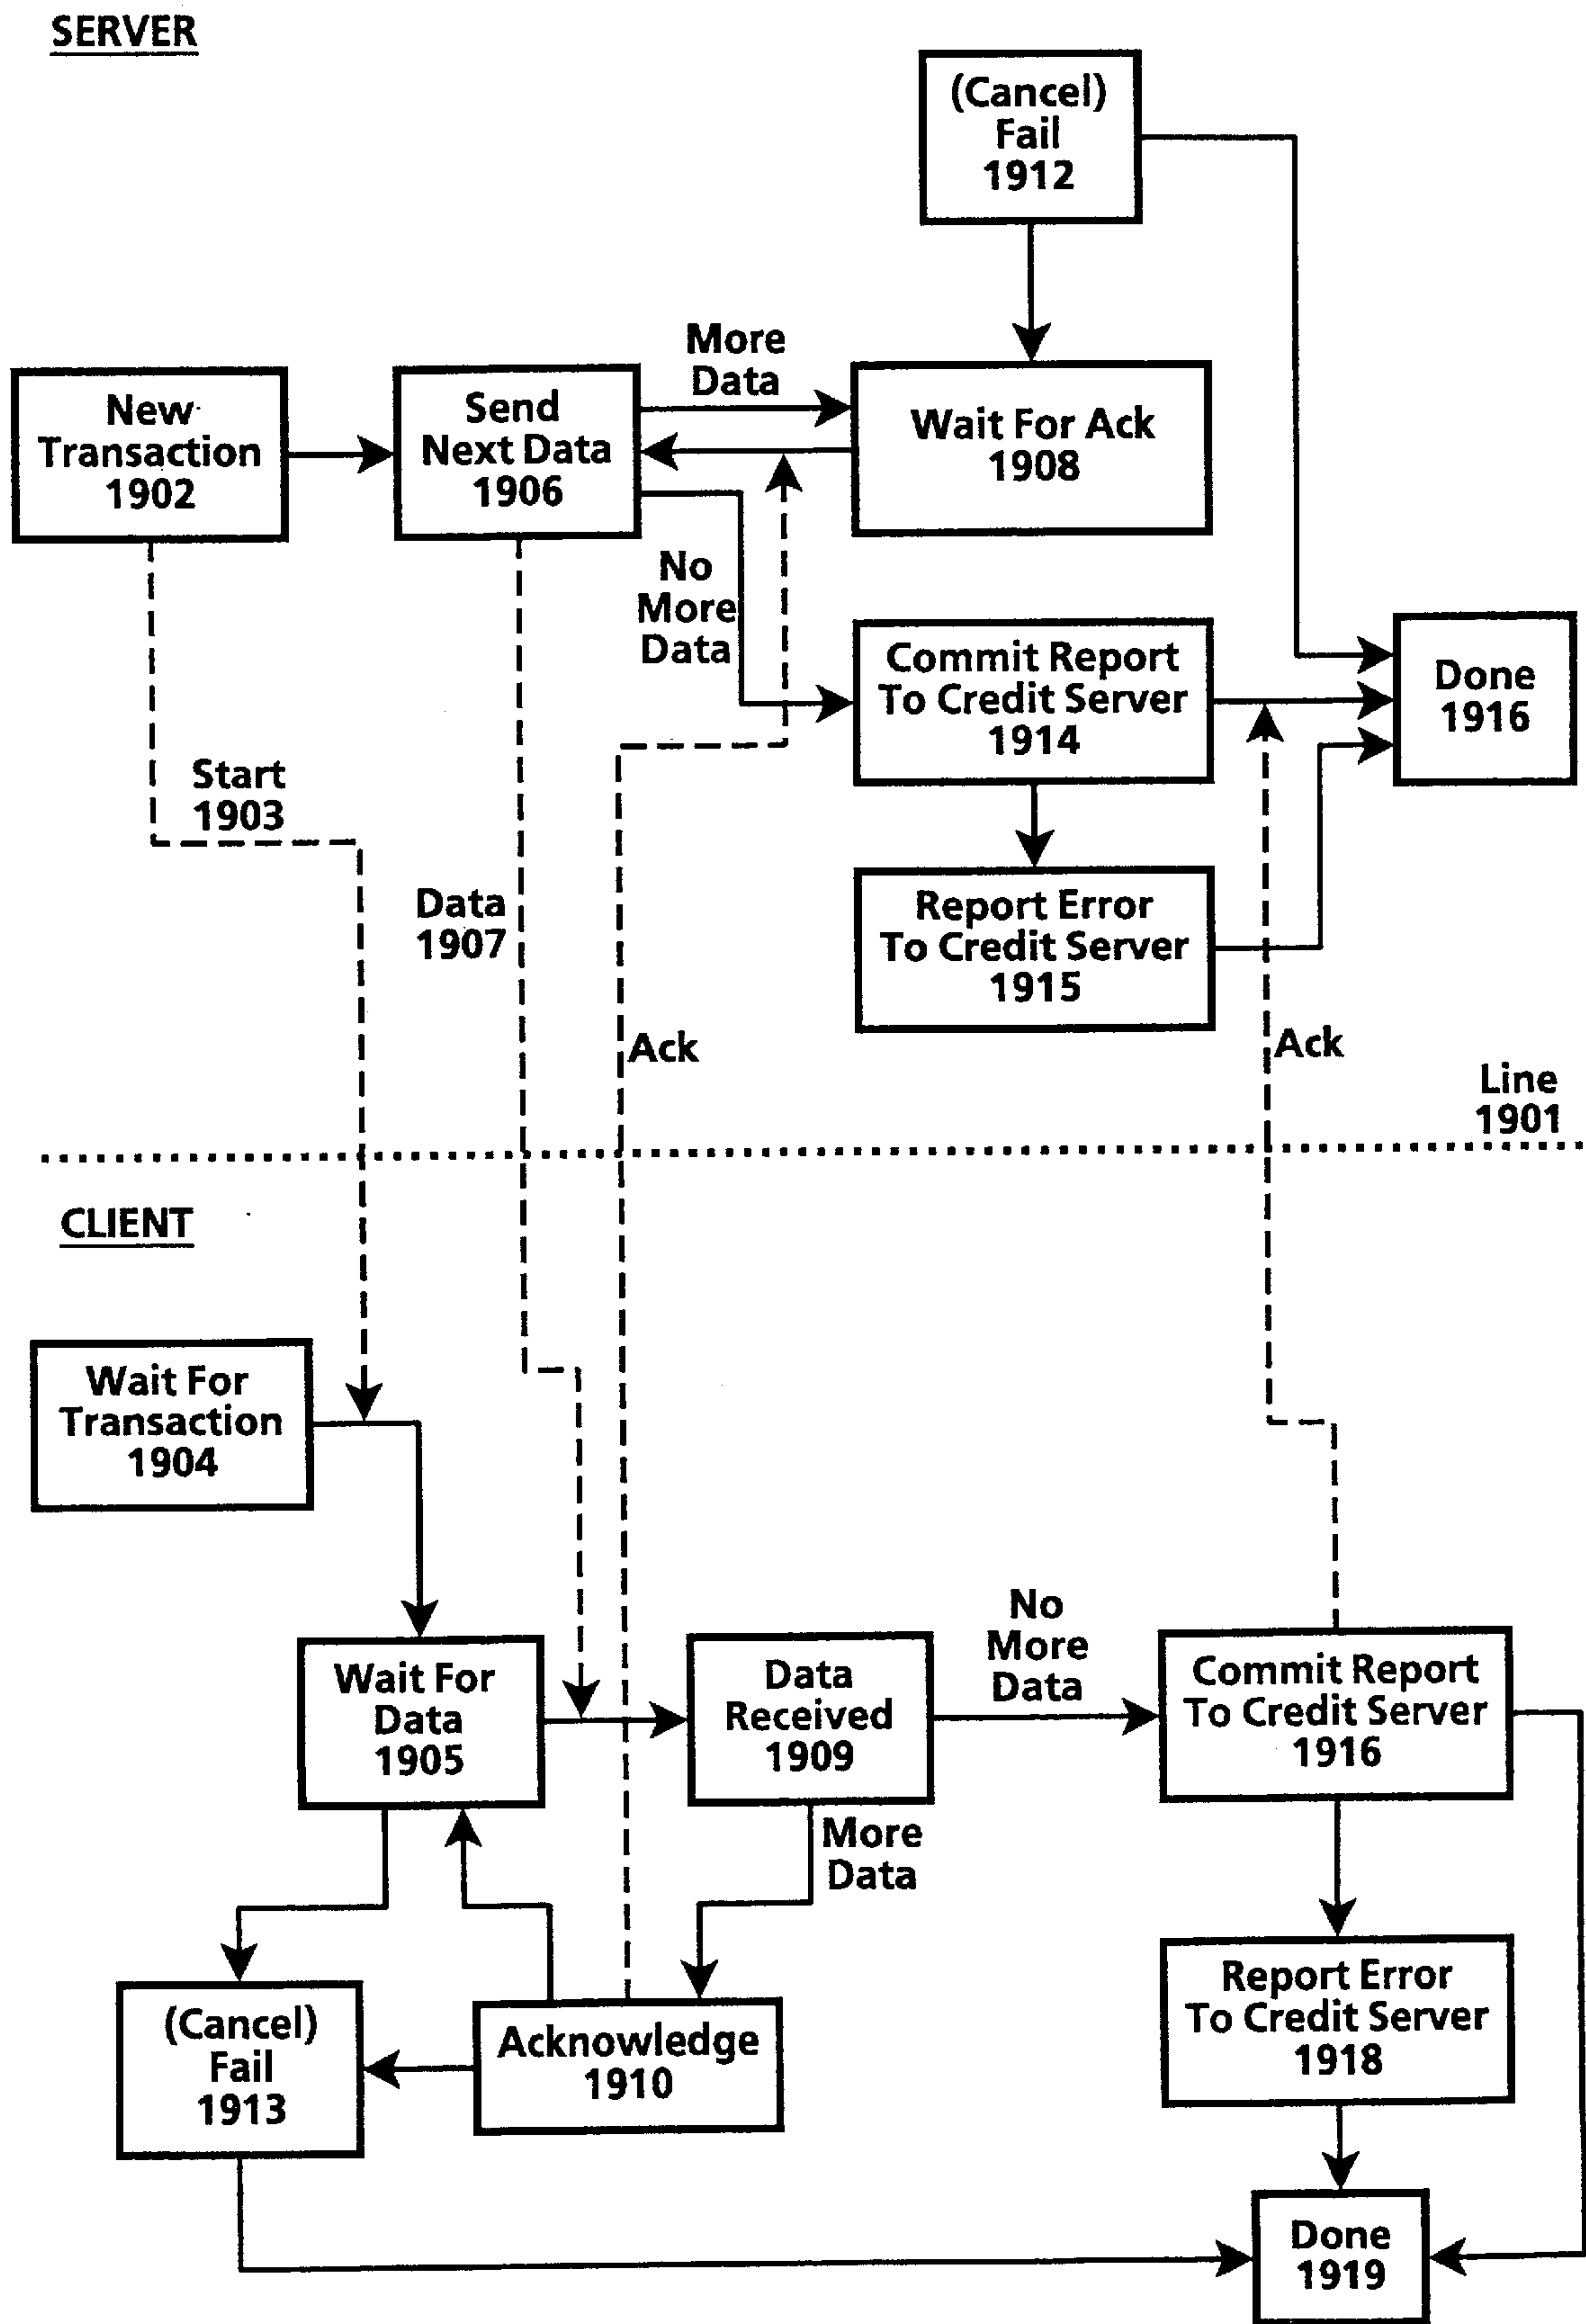 SERVER
(Cancel)
Fail
1912
More
Data
New
Transaction
1902
Send
Next Data
1906
Wait For Ack
1908
No
More
Data
Commit Report
To Credit Server
1914
Done
1916
Start
1903
Data
1907
Report Error
To Credit Server
1915
Ack
Ack
Line
1901
CLIENT
Wait For
Transaction
1904
Wait For
Data
1905
Data
Received
1909
No
More
Data
Commit Report
To Credit Server
1916
More
Data
(Cancel)
Fail
1913
Acknowledge
1910
Report Error
To Credit Server
1918
Done
1919